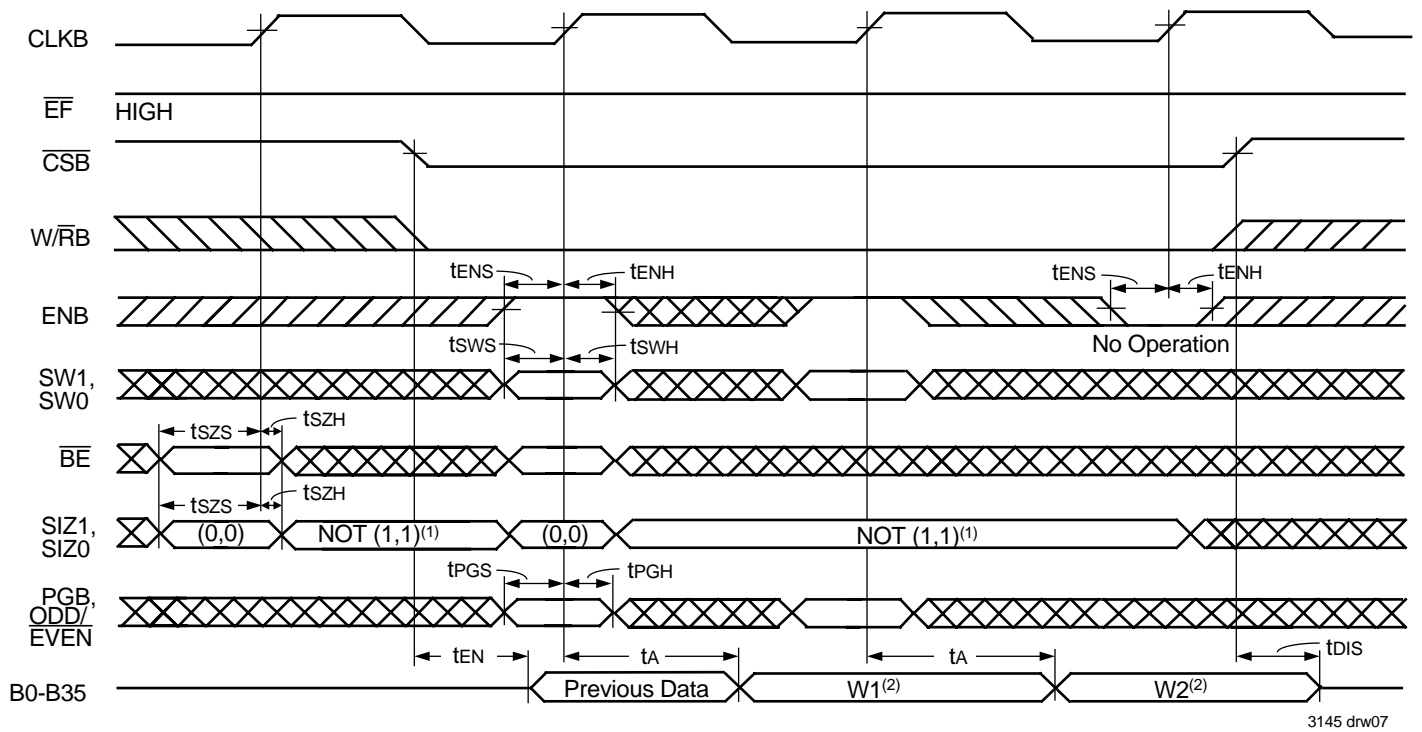 CLKB
EF HIGH
CSB
W/RB
tENS tENH tENS tENH
ENB
tSWS tSWH No Operation
SW1,
SW0
tSZS tSZH
BE
tSZS tSZH
SIZ1,
SIZ0
(0,0) NOT (1,1)(1) (0,0) NOT (1,1)(1)
tPGS tPGH
PGB,
ODD/
EVEN
tEN tA tA tDIS
B0-B35 Previous Data W1(2) W2(2)
3145 drw07